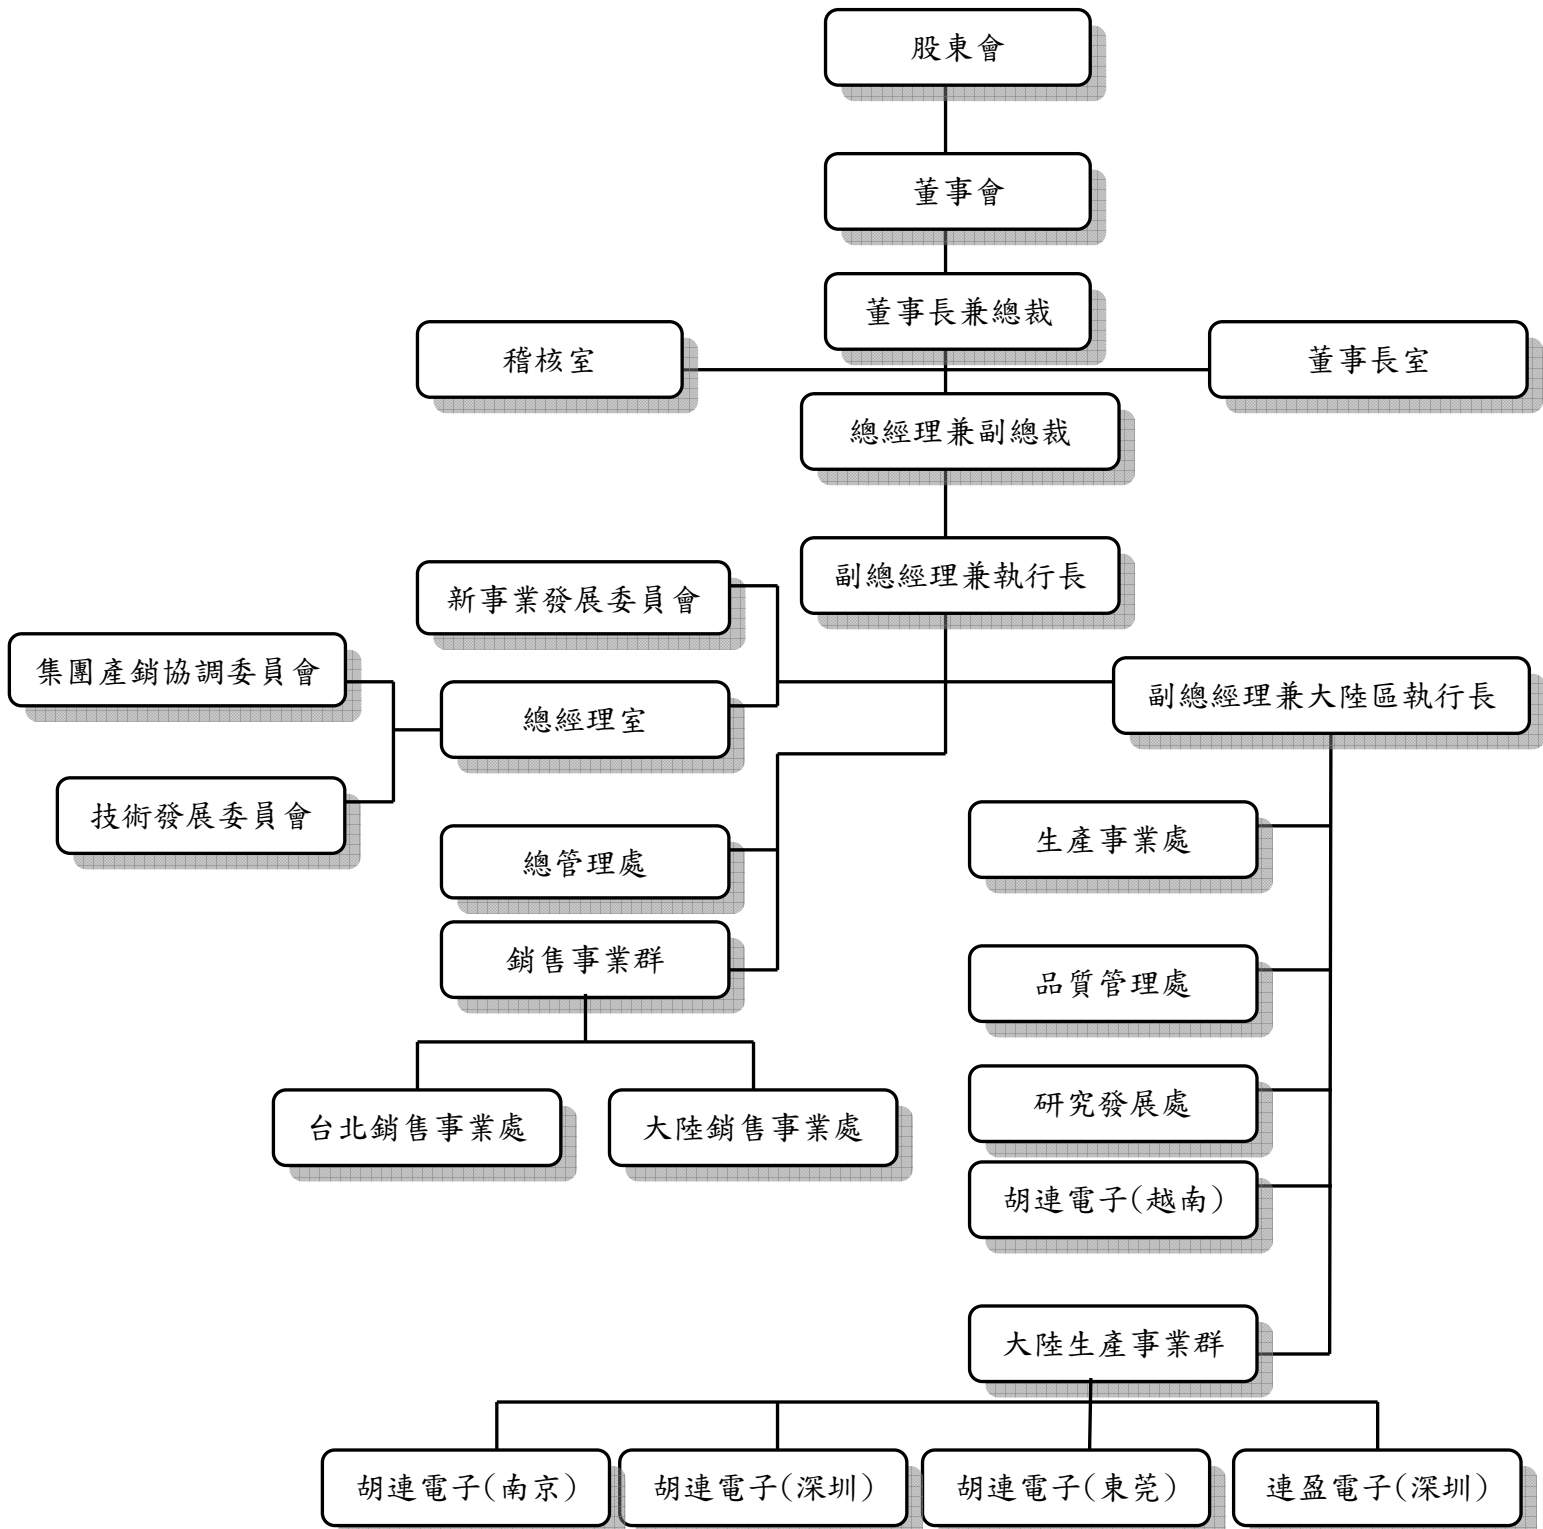 股東會
董事會
董事長兼總裁
稽核室
董事長室
總經理兼副總裁
副總經理兼執行長
新事業發展委員會
集團產銷協調委員會
副總經理兼大陸區執行長
總經理室
技術發展委員會
生產事業處
總管理處
銷售事業群
品質管理處
研究發展處
台北銷售事業處
大陸銷售事業處
胡連電子(越南)
大陸生產事業群
胡連電子(南京)
胡連電子(深圳)
胡連電子(東莞)
連盈電子(深圳)